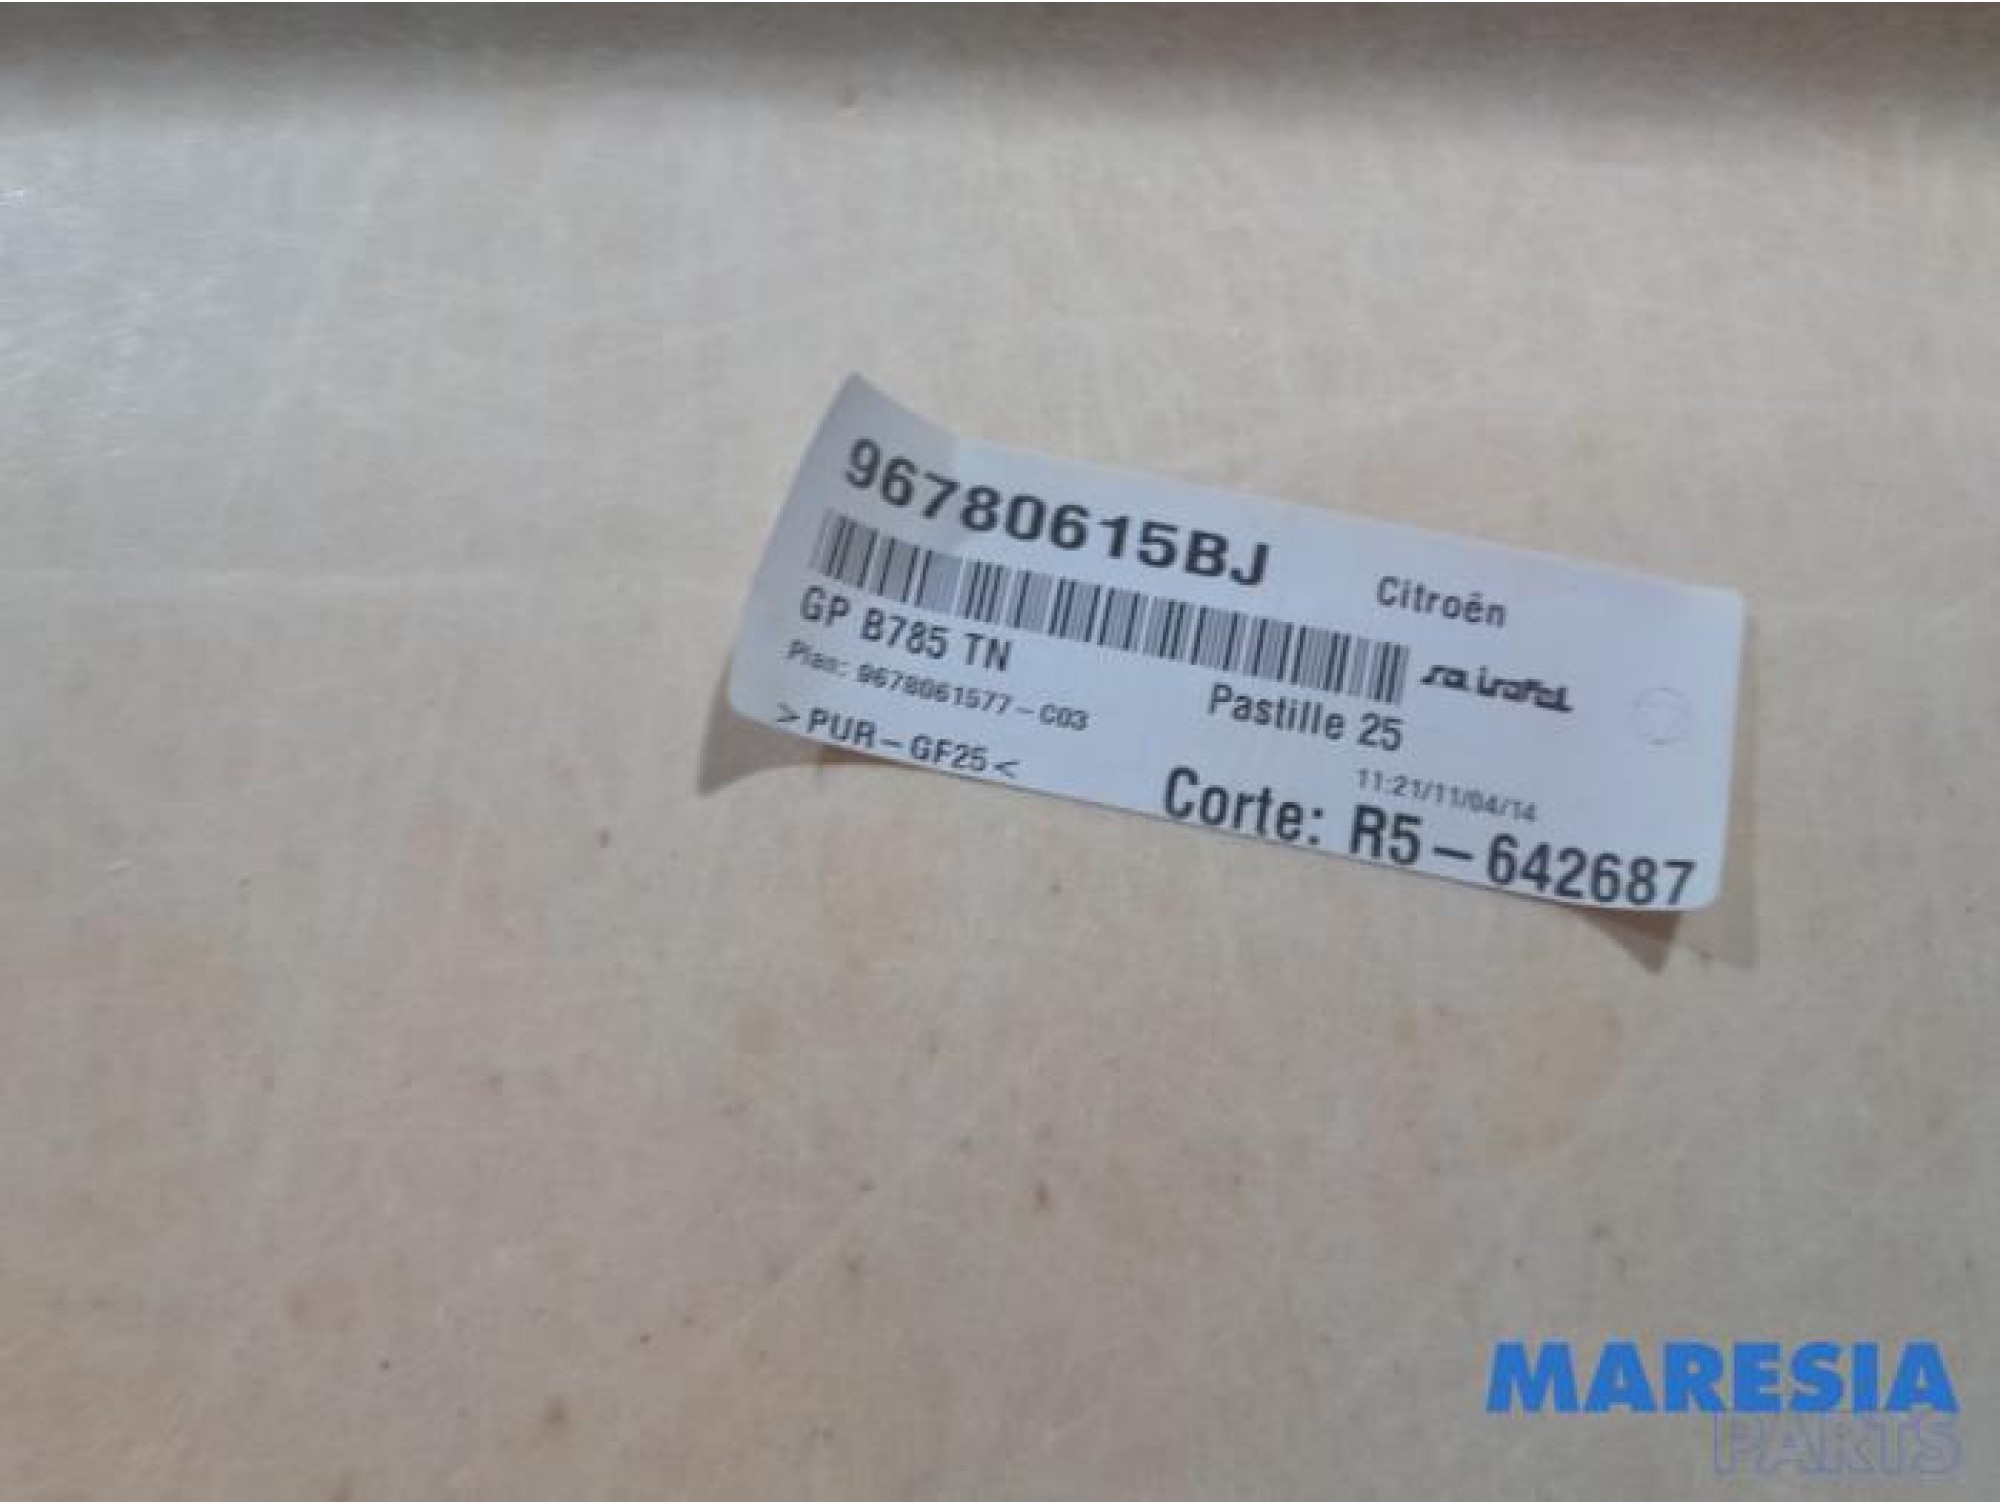 96780615BJ
Citroën
GP B785 TN
Plan: 9678061577-C03
Pastille 25
>PUR-GF25<
11:21/11/04/14
Corte: R5-642687
MARESIA
PARTS